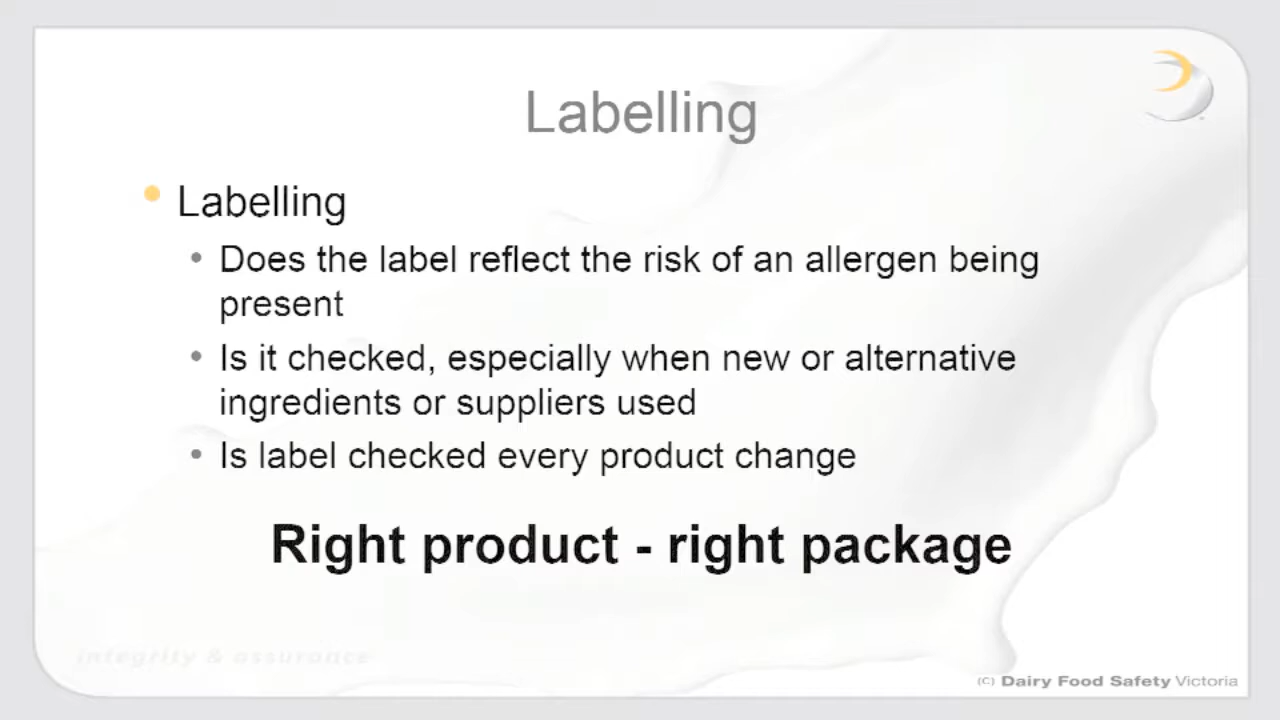 Labelling
• Labelling
• Does the label reflect the risk of an allergen being
present
• Is it checked, especially when new or alternative
ingredients or suppliers used
• Is label checked every product change
Right product - right package
integrity & assurance
(c) Dairy Food Safety Victoria